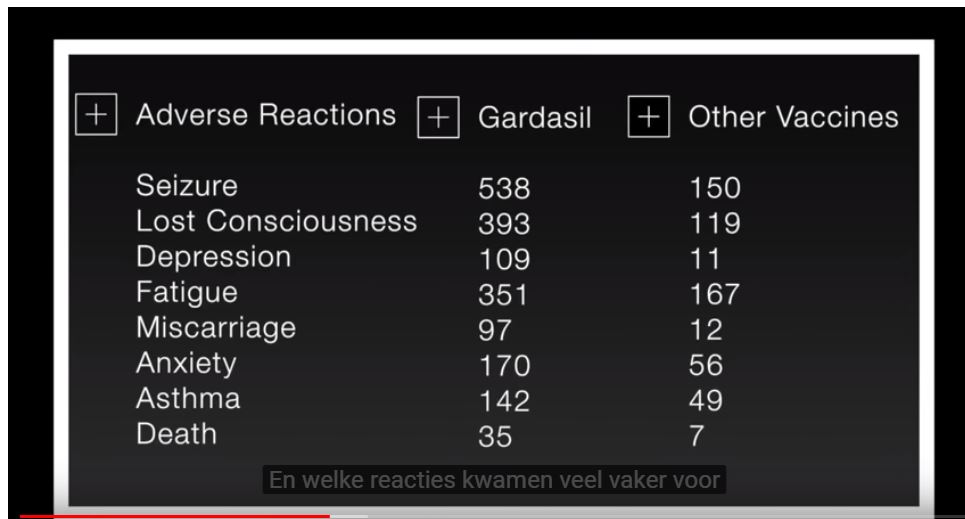 Adverse Reactions Gardasil Other Vaccines
Seizure 538 150
Lost Consciousness 393 119
Depression 109 11
Fatigue 351 167
Miscarriage 97 12
Anxiety 170 56
Asthma 142 49
Death 35 7
En welke reacties kwamen veel vaker voor